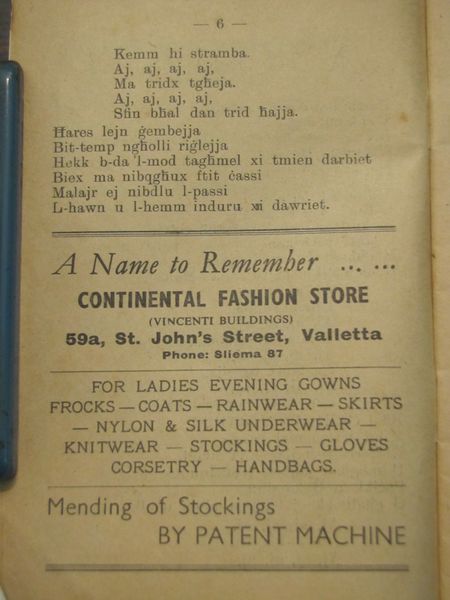 — 6 —
Kemm hi stramba.
Aj, aj, aj, aj,
Ma tridx tgħeja.
Aj, aj, aj, aj,
Sfin bħal dan trid ħajja.
Ħares lejn ġembejja
Bit-temp ngħolli riġlejja
Hekk b-da 'l-mod tagħmel xi tmien darbiet
Biex ma nibqgħux ftit ċassi
Malajr ej nibdlu l-passi
L-hawn u l-hemm induru xi dawriet.
A Name to Remember ... ...
CONTINENTAL FASHION STORE
(VINCENTI BUILDINGS)
59a, St. John's Street, Valletta
Phone: Sliema 87
FOR LADIES EVENING GOWNS
FROCKS — COATS — RAINWEAR — SKIRTS
— NYLON & SILK UNDERWEAR —
KNITWEAR — STOCKINGS — GLOVES
CORSETRY — HANDBAGS.
Mending of Stockings
BY PATENT MACHINE